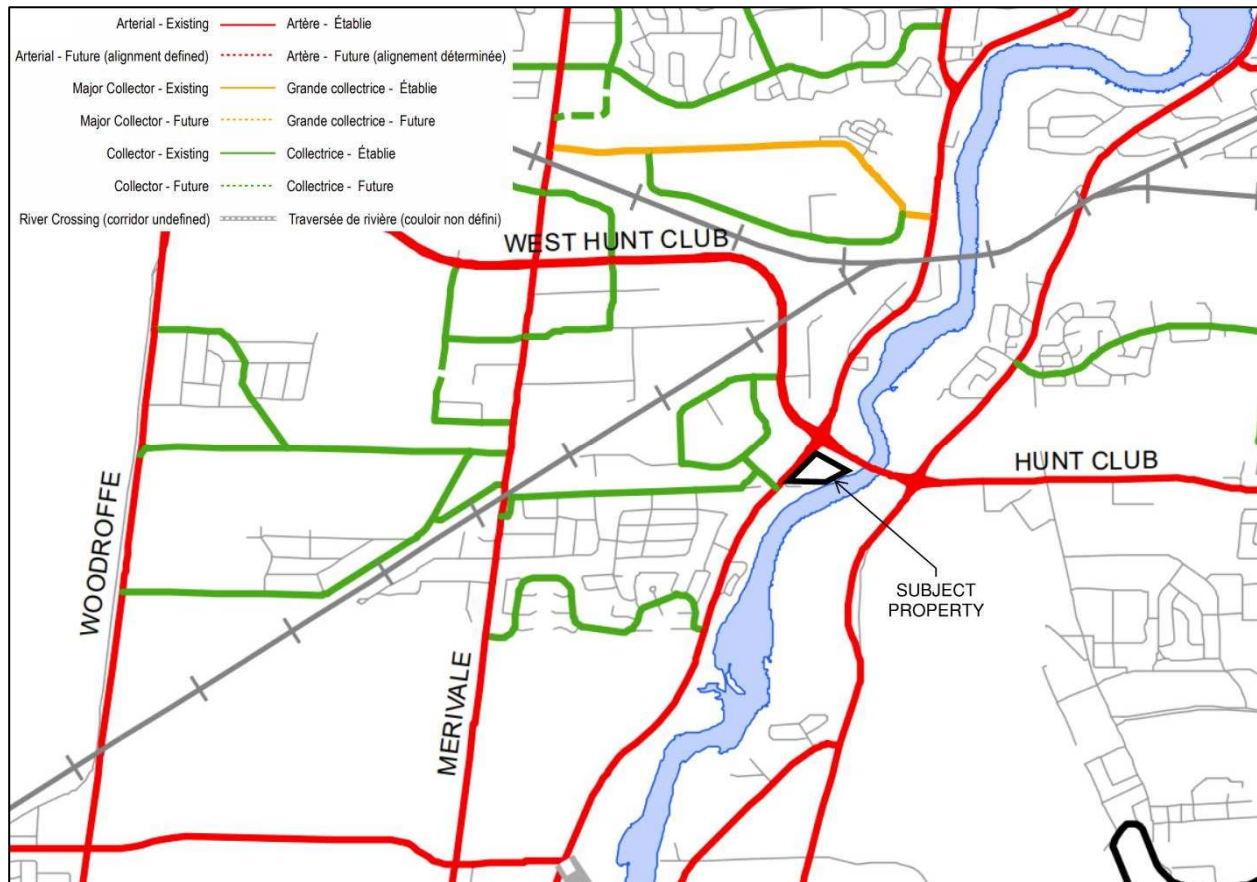 Arterial - Existing Artère - Établie
Arterial - Future (alignment defined) Artère - Future (alignement déterminée)
Major Collector - Existing Grande collectrice - Établie
Major Collector - Future Grande collectrice - Future
Collector - Existing Collectrice - Établie
Collector - Future Collectrice - Future
River Crossing (corridor undefined) Traversée de rivière (couloir non défini)
WEST HUNT CLUB
HUNT CLUB
WOODROFFE
MERIVALE
SUBJECT
PROPERTY